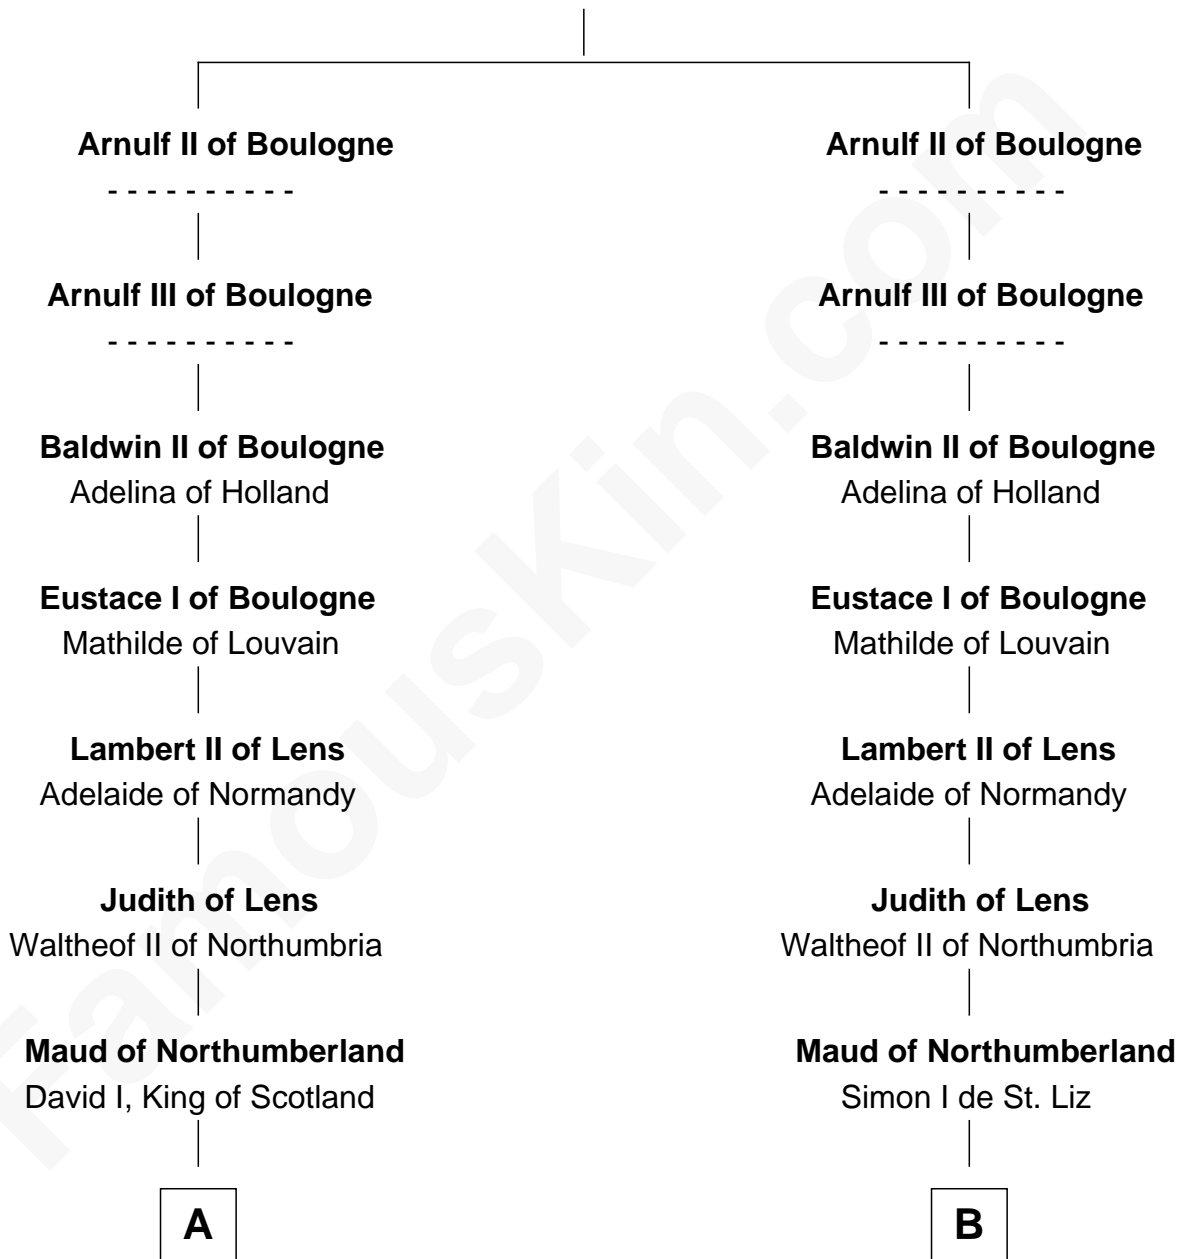 Arnulf II of Boulogne
- - - - - - - - - -
Arnulf III of Boulogne
- - - - - - - - - -
Baldwin II of Boulogne
Adelina of Holland
Eustace I of Boulogne
Mathilde of Louvain
Lambert II of Lens
Adelaide of Normandy
Judith of Lens
Waltheof II of Northumbria
Maud of Northumberland
David I, King of Scotland
A
Arnulf II of Boulogne
- - - - - - - - - -
Arnulf III of Boulogne
- - - - - - - - - -
Baldwin II of Boulogne
Adelina of Holland
Eustace I of Boulogne
Mathilde of Louvain
Lambert II of Lens
Adelaide of Normandy
Judith of Lens
Waltheof II of Northumbria
Maud of Northumberland
Simon I de St. Liz
B
FamousKin.com